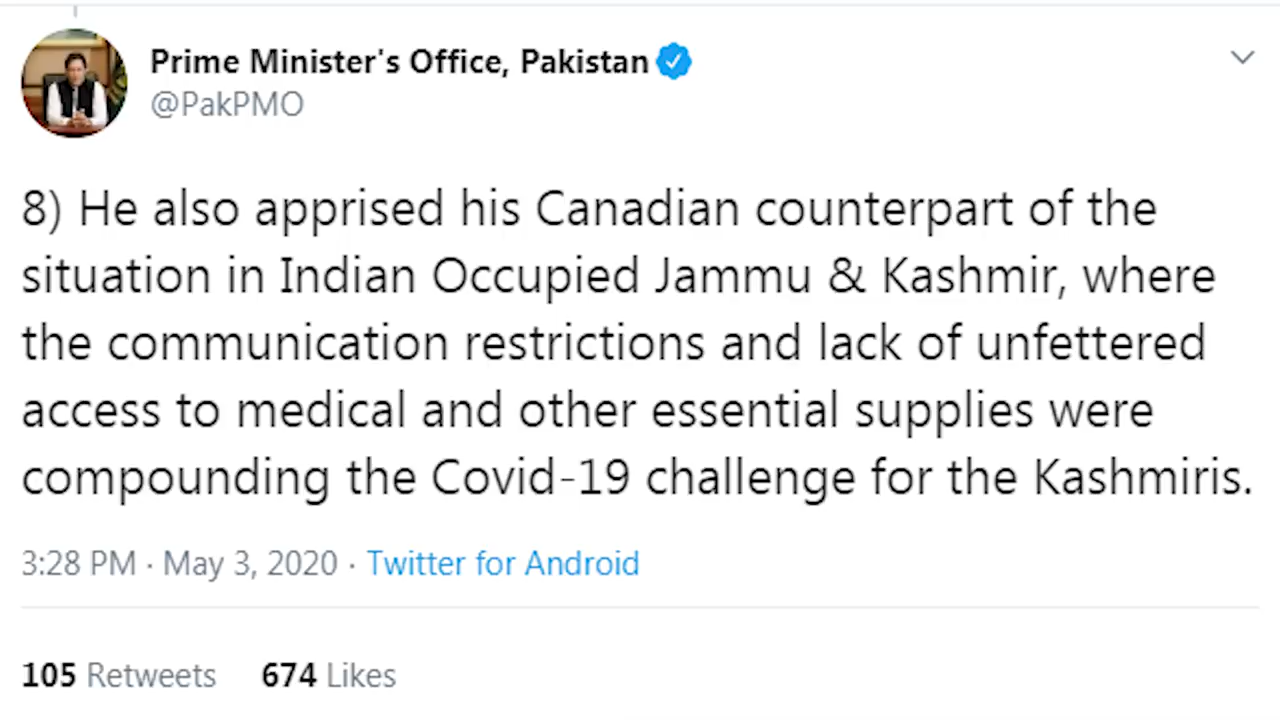 Prime Minister's Office, Pakistan
@PakPMO
8) He also apprised his Canadian counterpart of the
situation in Indian Occupied Jammu & Kashmir, where
the communication restrictions and lack of unfettered
access to medical and other essential supplies were
compounding the Covid-19 challenge for the Kashmiris.
3:28 PM · May 3, 2020 · Twitter for Android
105 Retweets 674 Likes